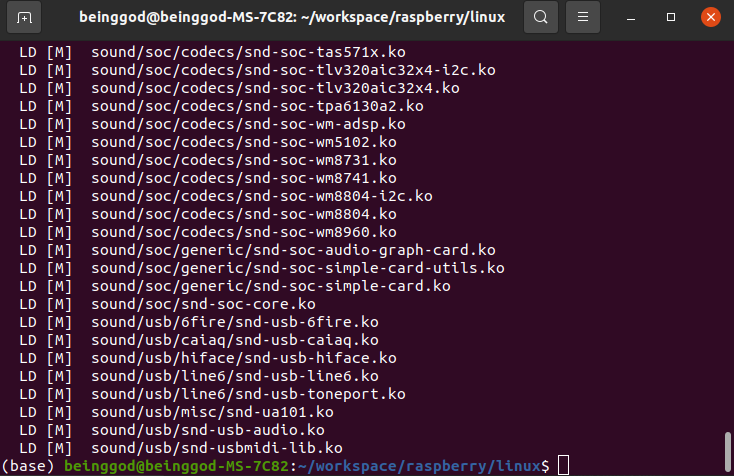 beinggod@beinggod-MS-7C82: ~/workspace/raspberry/linux
LD [M]  sound/soc/codecs/snd-soc-tas571x.ko
LD [M]  sound/soc/codecs/snd-soc-tlv320aic32x4-i2c.ko
LD [M]  sound/soc/codecs/snd-soc-tlv320aic32x4.ko
LD [M]  sound/soc/codecs/snd-soc-tpa6130a2.ko
LD [M]  sound/soc/codecs/snd-soc-wm-adsp.ko
LD [M]  sound/soc/codecs/snd-soc-wm5102.ko
LD [M]  sound/soc/codecs/snd-soc-wm8731.ko
LD [M]  sound/soc/codecs/snd-soc-wm8741.ko
LD [M]  sound/soc/codecs/snd-soc-wm8804-i2c.ko
LD [M]  sound/soc/codecs/snd-soc-wm8804.ko
LD [M]  sound/soc/codecs/snd-soc-wm8960.ko
LD [M]  sound/soc/generic/snd-soc-audio-graph-card.ko
LD [M]  sound/soc/generic/snd-soc-simple-card-utils.ko
LD [M]  sound/soc/generic/snd-soc-simple-card.ko
LD [M]  sound/soc/snd-soc-core.ko
LD [M]  sound/usb/6fire/snd-usb-6fire.ko
LD [M]  sound/usb/caiaq/snd-usb-caiaq.ko
LD [M]  sound/usb/hiface/snd-usb-hiface.ko
LD [M]  sound/usb/line6/snd-usb-line6.ko
LD [M]  sound/usb/line6/snd-usb-toneport.ko
LD [M]  sound/usb/misc/snd-ua101.ko
LD [M]  sound/usb/snd-usb-audio.ko
LD [M]  sound/usb/snd-usbmidi-lib.ko
(base) beinggod@beinggod-MS-7C82:~/workspace/raspberry/linux$